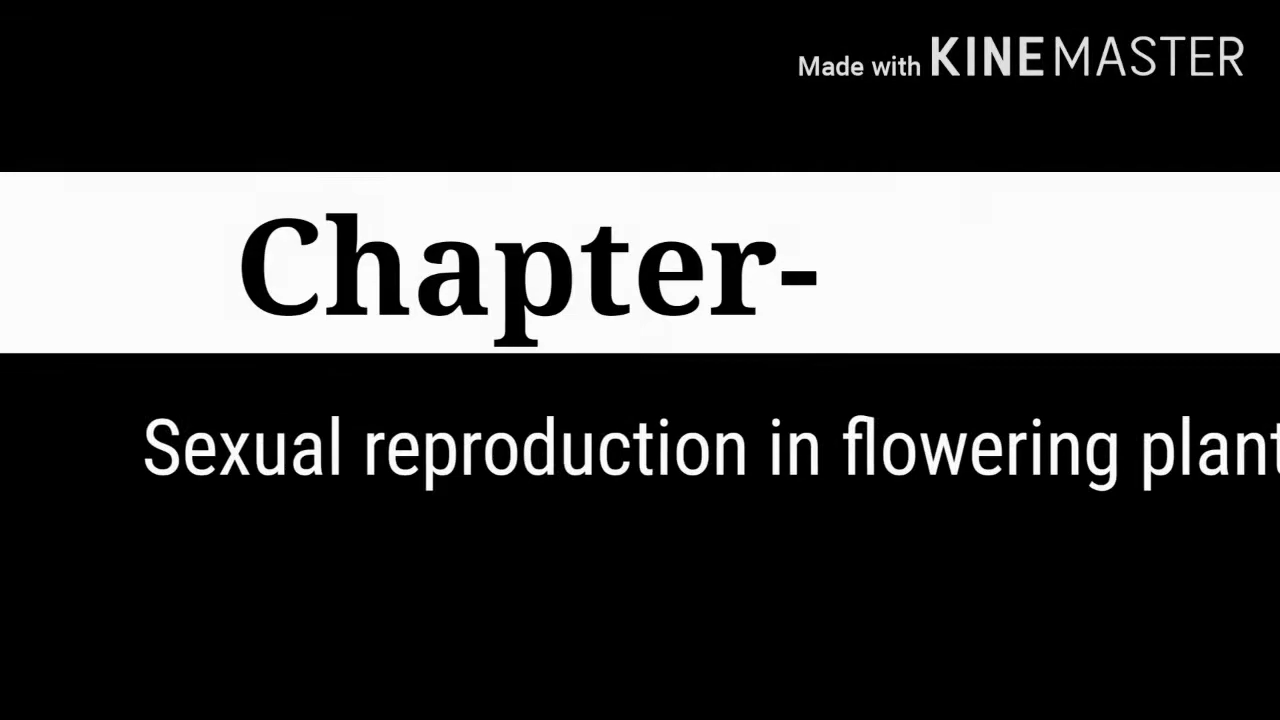 Made with KINEMASTER
Chapter-
Sexual reproduction in flowering plant